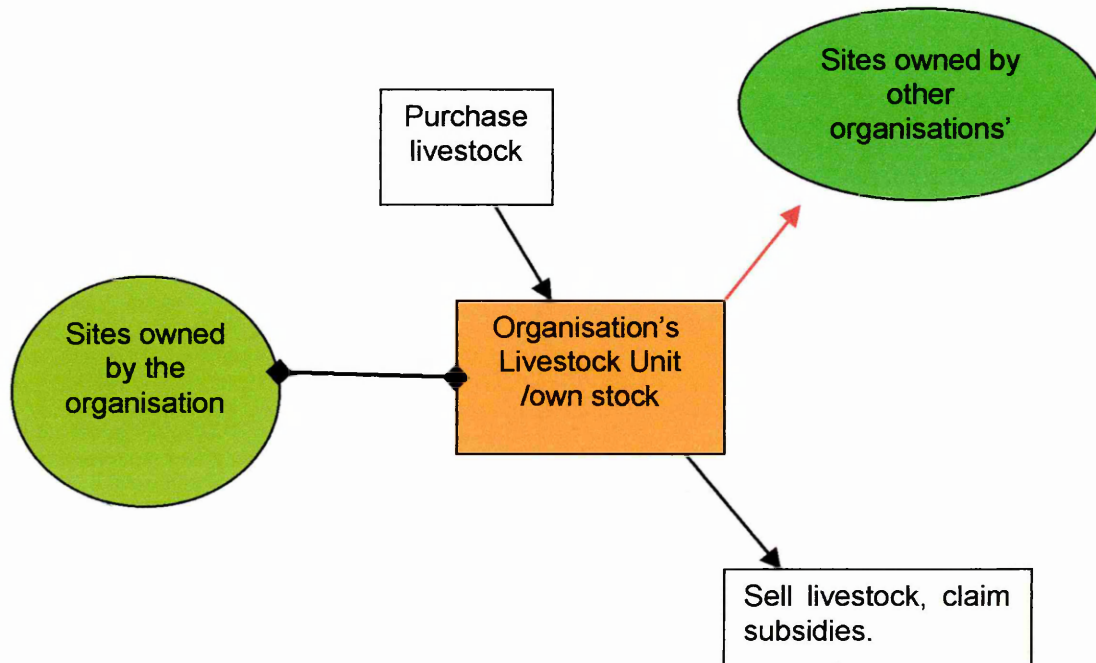 Sites owned by
other
organisations'
Purchase
livestock
Sites owned
by the
organisation
Organisation's
Livestock Unit
/own stock
Sell livestock, claim
subsidies.